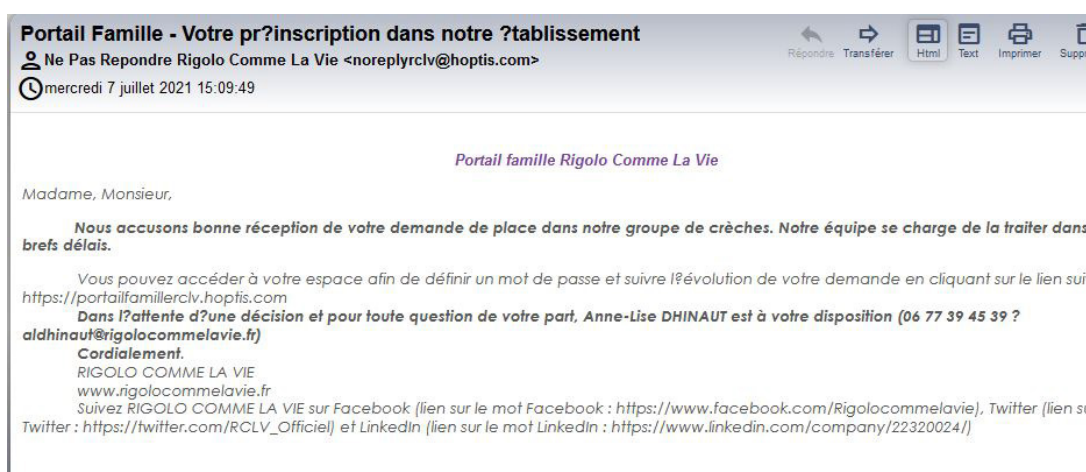 Portail Famille - Votre pr?inscription dans notre ?tablissement
Ne Pas Repondre Rigolo Comme La Vie <noreplyrclv@hoptis.com>
mercredi 7 juillet 2021 15:09:49
Répondre Transférer Html Text Imprimer
Portail famille Rigolo Comme La Vie
Madame, Monsieur,
Nous accusons bonne réception de votre demande de place dans notre groupe de crèches. Notre équipe se charge de la traiter dans
brefs délais.
Vous pouvez accéder à votre espace afin de définir un mot de passe et suivre l?évolution de votre demande en cliquant sur le lien
https://portailfamillerclv.hoptis.com
Dans l?attente d?une décision et pour toute question de votre part, Anne-Lise DHINAUT est à votre disposition (06 77 39 45 39 ?
aldhinaut@rigolocommelavie.fr)
Cordialement.
RIGOLO COMME LA VIE
www.rigolocommelavie.fr
Suivez RIGOLO COMME LA VIE sur Facebook (lien sur le mot Facebook : https://www.facebook.com/Rigolocommelavie), Twitter (lien
Twitter : https://twitter.com/RCLV_Officiel) et LinkedIn (lien sur le mot LinkedIn : https://www.linkedin.com/company/22320024/)